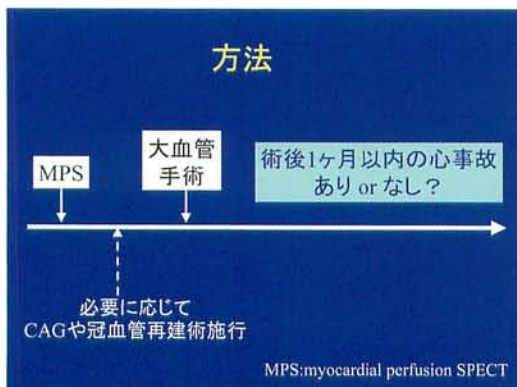 方法
MPS
大血管
手術
術後1ヶ月以内の心事故
あり or なし？
必要に応じて
CAGや冠血管再建術施行
MPS:myocardial perfusion SPECT